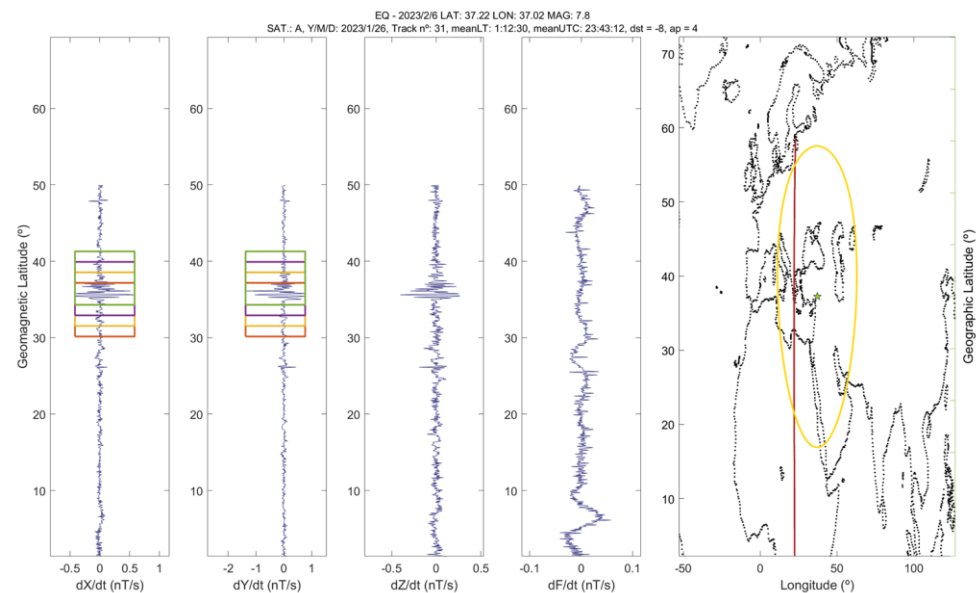 EQ - 2023/2/6 LAT: 37.22 LON: 37.02 MAG: 7.8
SAT.: A, Y/M/D: 2023/1/26, Track nº: 31, meanLT: 1:12:30, meanUTC: 23:43:12, dst = -8, ap = 4
Geomagnetic Latitude (º)
60
50
40
30
20
10
-0.5 0 0.5 1
dX/dt (nT/s)
60
50
40
30
20
10
-2 -1 0 1
dY/dt (nT/s)
60
50
40
30
20
10
-0.5 0 0.5
dZ/dt (nT/s)
60
50
40
30
20
10
-0.1 0 0.1
dF/dt (nT/s)
70
60
50
40
30
20
10
-50 0 50 100
Longitude (º)
Geographic Latitude (º)